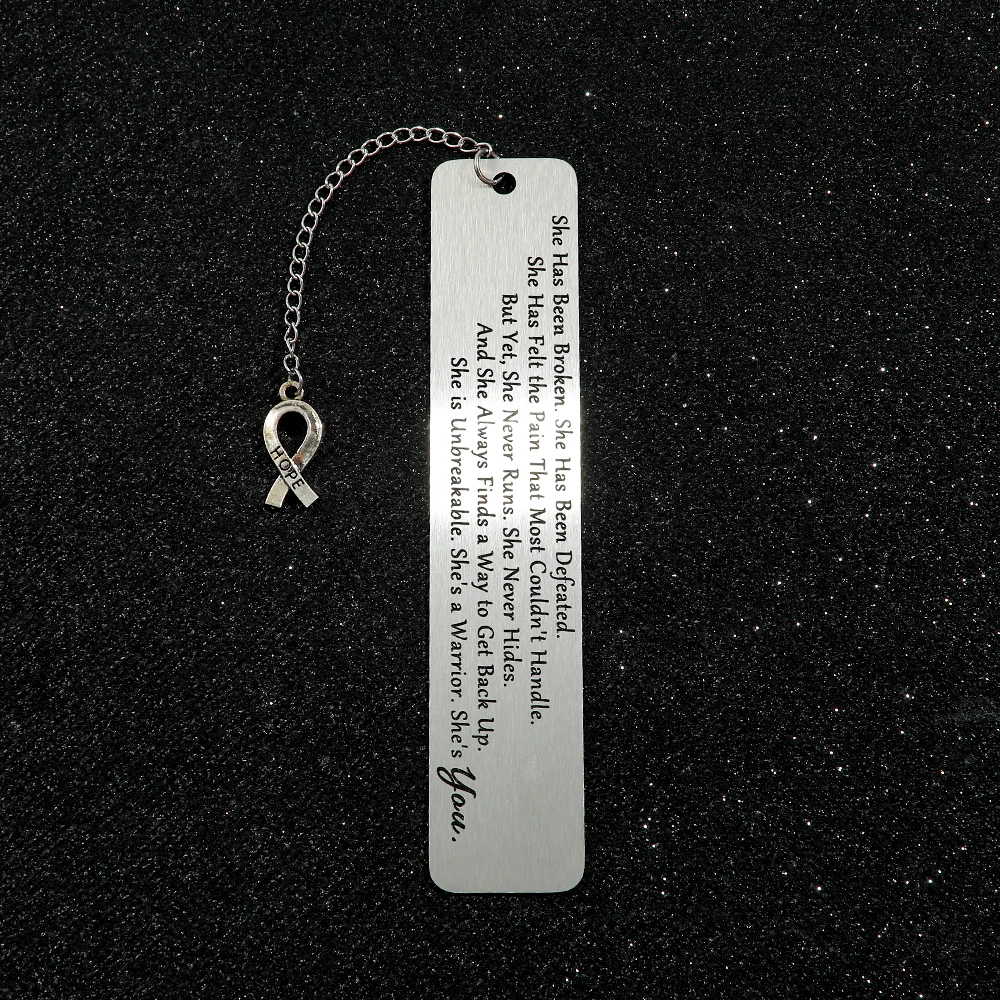 She Has Been Broken. She Has Been Defeated.
She Has Felt the Pain That Most Couldn't Handle.
But Yet, She Never Runs. She Never Hides.
And She Always Finds a Way to Get Back Up.
She is Unbreakable. She's a Warrior. She's You.
HOPE